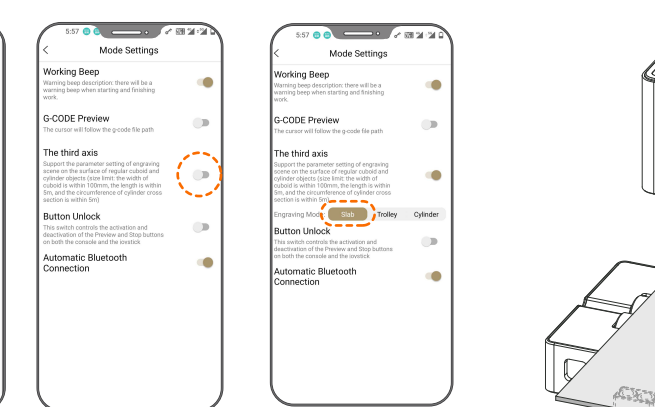 5:57
Mode Settings
Working Beep
Warning beep description: there will be a
warning beep when starting and finishing
work.
G-CODE Preview
The cursor will follow the g-code file path
The third axis
Support the parameter setting of engraving
scene on the surface of regular cuboid and
cylinder objects (size limit: the width of
cuboid is within 100mm, the length is within
5m, and the circumference of cylinder cross
section is within 5m)
Button Unlock
This switch controls the activation and
deactivation of the Preview and Stop buttons
on both the console and the joystick
Automatic Bluetooth
Connection
5:57
Mode Settings
Working Beep
Warning beep description: there will be a
warning beep when starting and finishing
work.
G-CODE Preview
The cursor will follow the g-code file path
The third axis
Support the parameter setting of engraving
scene on the surface of regular cuboid and
cylinder objects (size limit: the width of
cuboid is within 100mm, the length is within
5m, and the circumference of cylinder cross
section is within 5m)
Engraving Mode Slab Trolley Cylinder
Button Unlock
This switch controls the activation and
deactivation of the Preview and Stop buttons
on both the console and the joystick
Automatic Bluetooth
Connection